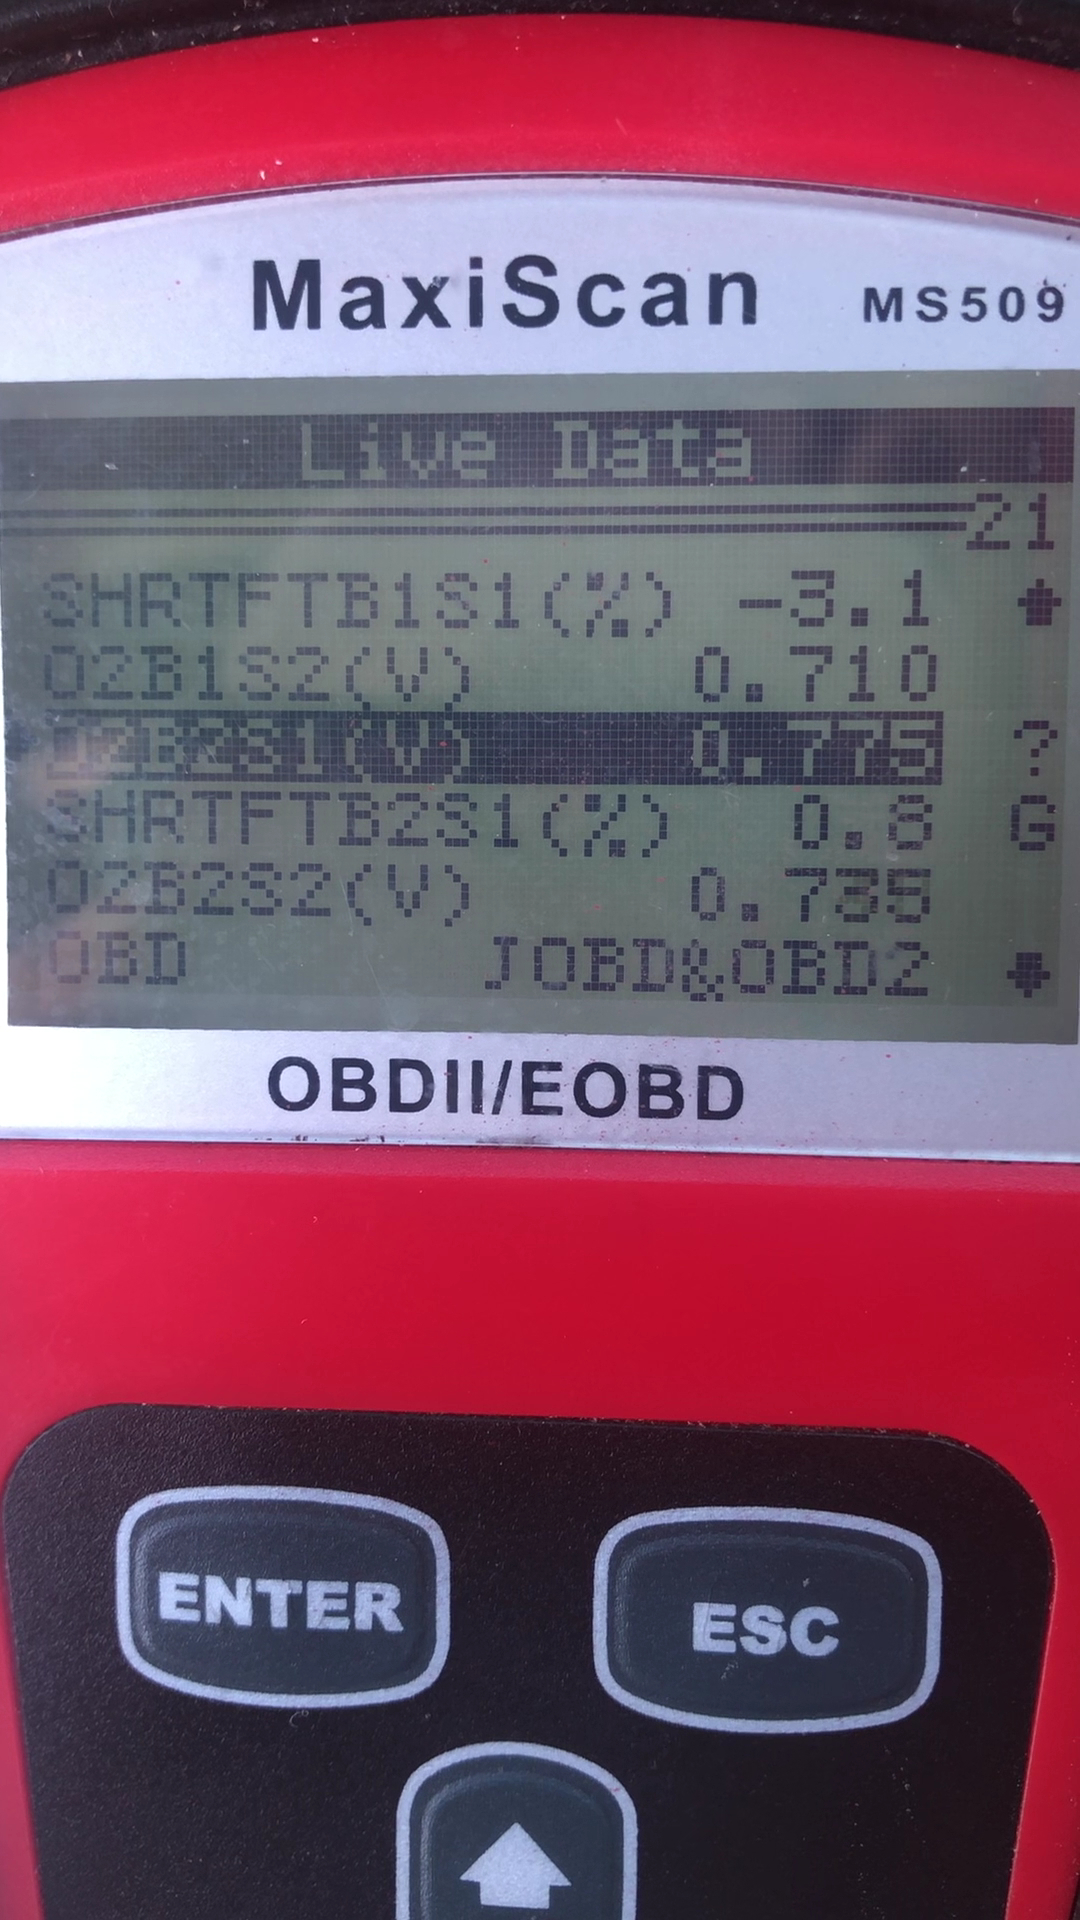 MaxiScan MS509
Live Data
21
SHRTFTB1S1(%) -3.1
O2B1S2(V) 0.710
O2B2S1(V) 0.775 ?
SHRTFTB2S1(%) 0.8 G
O2B2S2(V) 0.735
OBD JOBD&OBD2
OBDII/EOBD
ENTER ESC